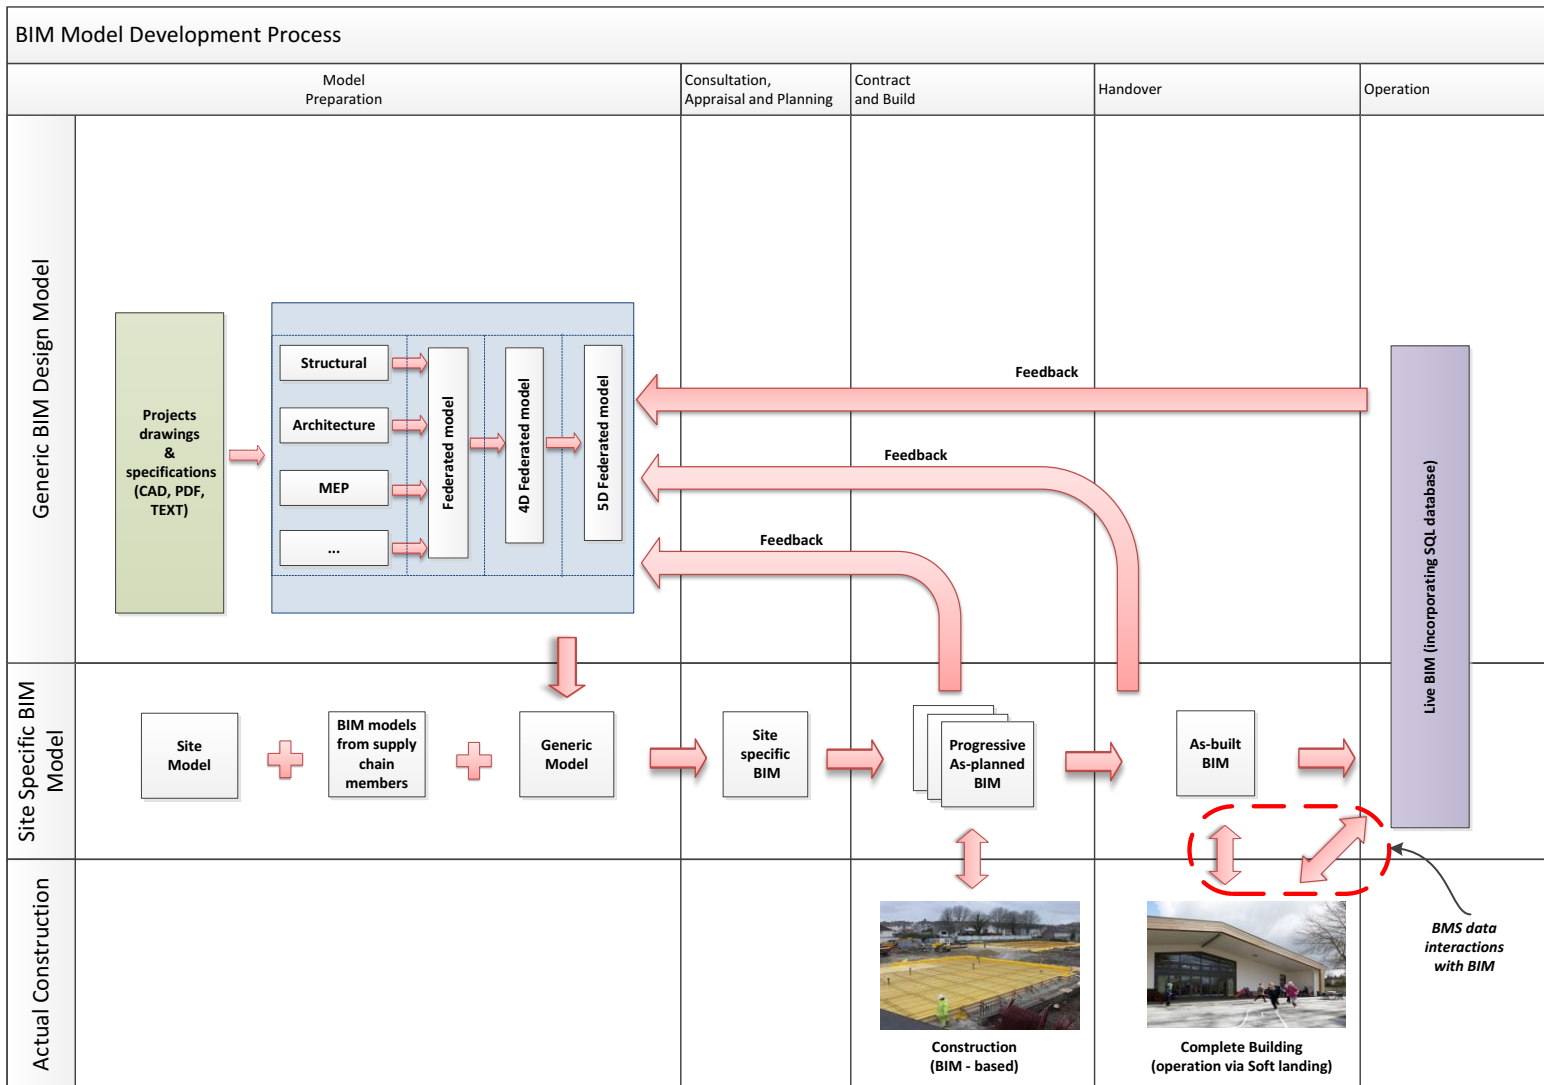 BIM Model Development Process
Model
Preparation
Consultation,
Appraisal and Planning
Contract
and Build
Handover
Operation
Generic BIM Design Model
Projects
drawings
&
specifications
(CAD, PDF,
TEXT)
Structural
Architecture
MEP
...
Federated model
4D Federated model
5D Federated model
Feedback
Feedback
Feedback
Live BIM (incorporating SQL database)
Site Specific BIM
Model
Site
Model
BIM models
from supply
chain
members
Generic
Model
Site
specific
BIM
Progressive
As-planned
BIM
As-built
BIM
Actual Construction
Construction
(BIM - based)
Complete Building
(operation via Soft landing)
BMS data
interactions
with BIM